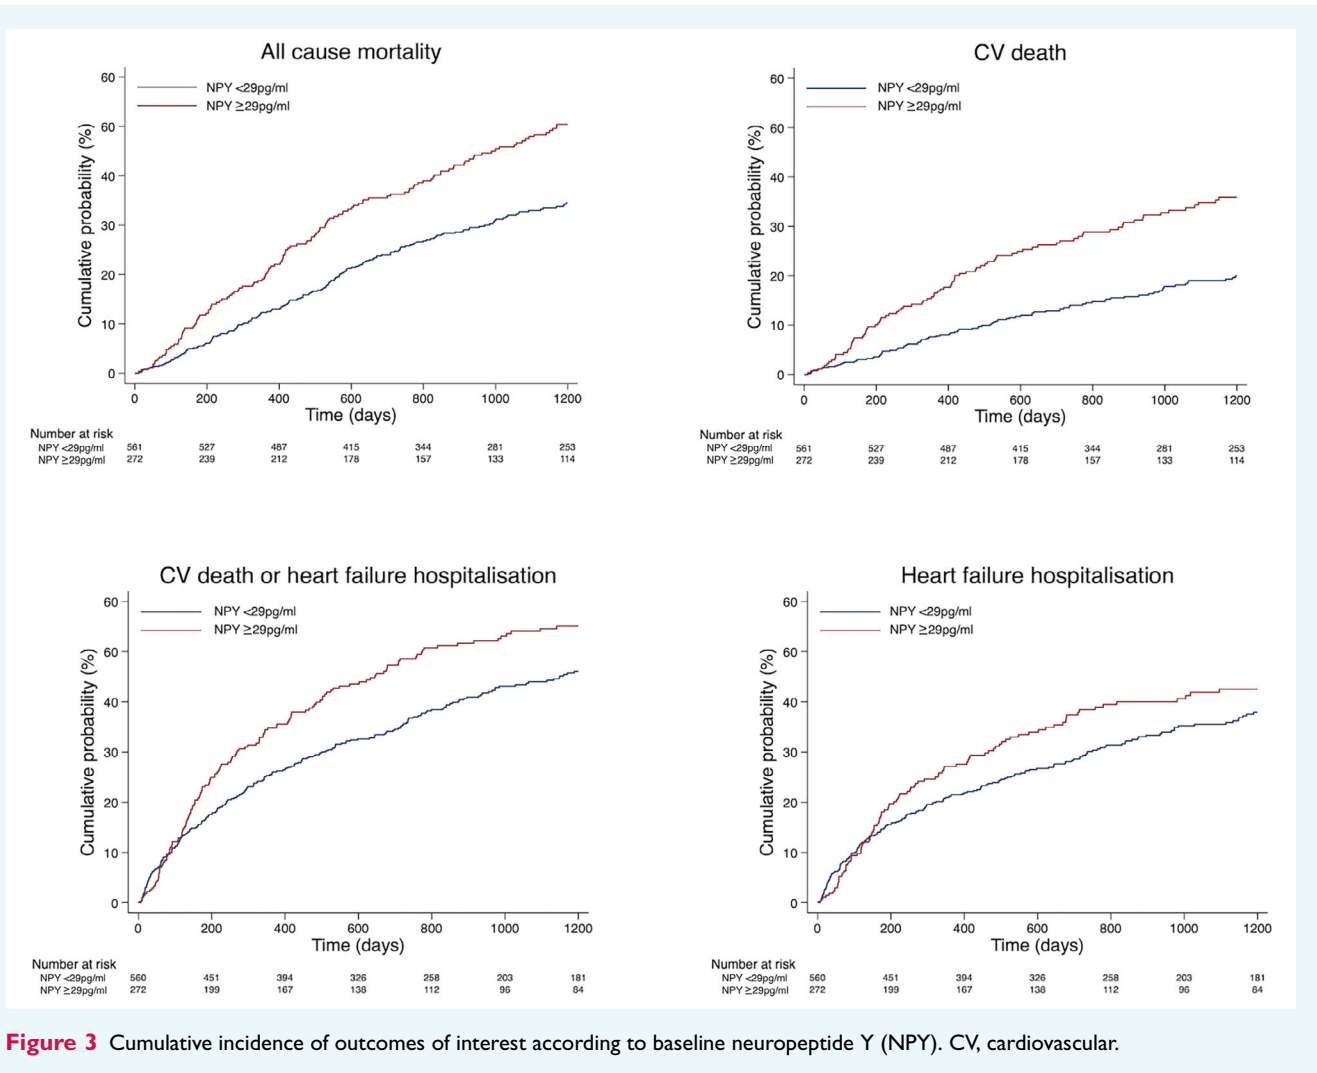 All cause mortality
60
60
40
30
20
10
0
Cumulative probability (%)
NPY <29pg/ml
NPY ≥29pg/ml
0 200 400 600 800 1000 1200
Time (days)
Number at risk
NPY <29pg/ml 561 527 487 415 344 281 253
NPY ≥29pg/ml 272 239 212 178 157 133 114
CV death
60
60
40
30
20
10
0
Cumulative probability (%)
NPY <29pg/ml
NPY ≥29pg/ml
0 200 400 600 800 1000 1200
Time (days)
Number at risk
NPY <29pg/ml 561 527 487 415 344 281 253
NPY ≥29pg/ml 272 239 212 178 157 133 114
CV death or heart failure hospitalisation
60
60
40
30
20
10
0
Cumulative probability (%)
NPY <29pg/ml
NPY ≥29pg/ml
0 200 400 600 800 1000 1200
Time (days)
Number at risk
NPY <29pg/ml 560 451 394 326 258 203 181
NPY ≥29pg/ml 272 199 167 138 112 96 84
Heart failure hospitalisation
60
60
40
30
20
10
0
Cumulative probability (%)
NPY <29pg/ml
NPY ≥29pg/ml
0 200 400 600 800 1000 1200
Time (days)
Number at risk
NPY <29pg/ml 560 451 394 326 258 203 181
NPY ≥29pg/ml 272 199 167 138 112 96 84
Figure 3 Cumulative incidence of outcomes of interest according to baseline neuropeptide Y (NPY). CV, cardiovascular.